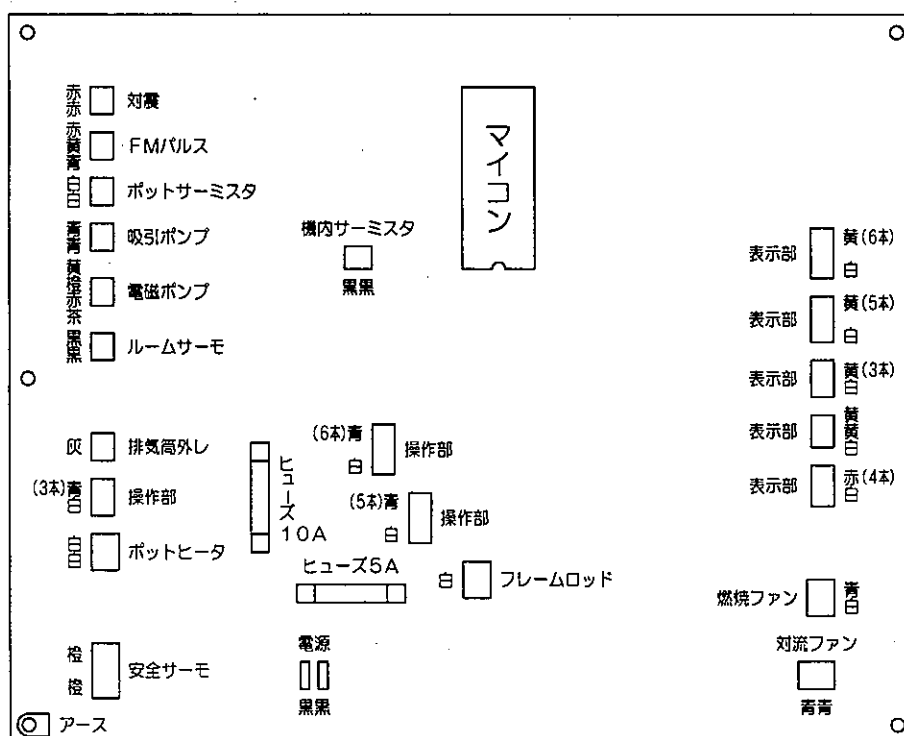 赤赤 対震
赤黄青 FMパルス
白白 ポットサーミスタ
青青 吸引ポンプ
黄橙赤茶 電磁ポンプ
黒黒 ルームサーモ
灰 排気筒外し
(3本)青白 操作部
白白 ポットヒータ
橙橙 安全サーモ
アース
マイコン
機内サーミスタ
黒黒
ヒューズ
10A
(6本)青白 操作部
(5本)青白 操作部
ヒューズ5A
白 フレームロッド
電源
黒黒
表示部 黄(6本)白
表示部 黄(5本)白
表示部 黄(3本)白
表示部 黄黄白
表示部 赤(4本)白
燃焼ファン 青白
対流ファン
青青